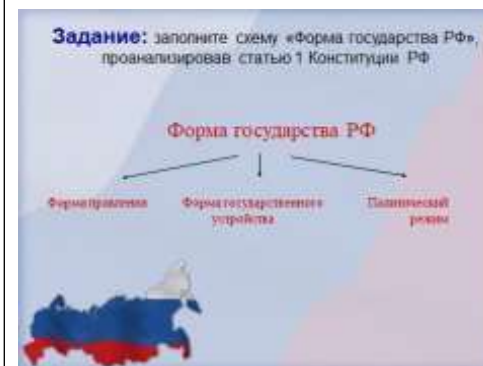 Задание: заполните схему «Форма государства РФ»,
проанализировав статью 1 Конституции РФ
Форма государства РФ
Форма правления
Форма государственного
устройства
Политический
режим